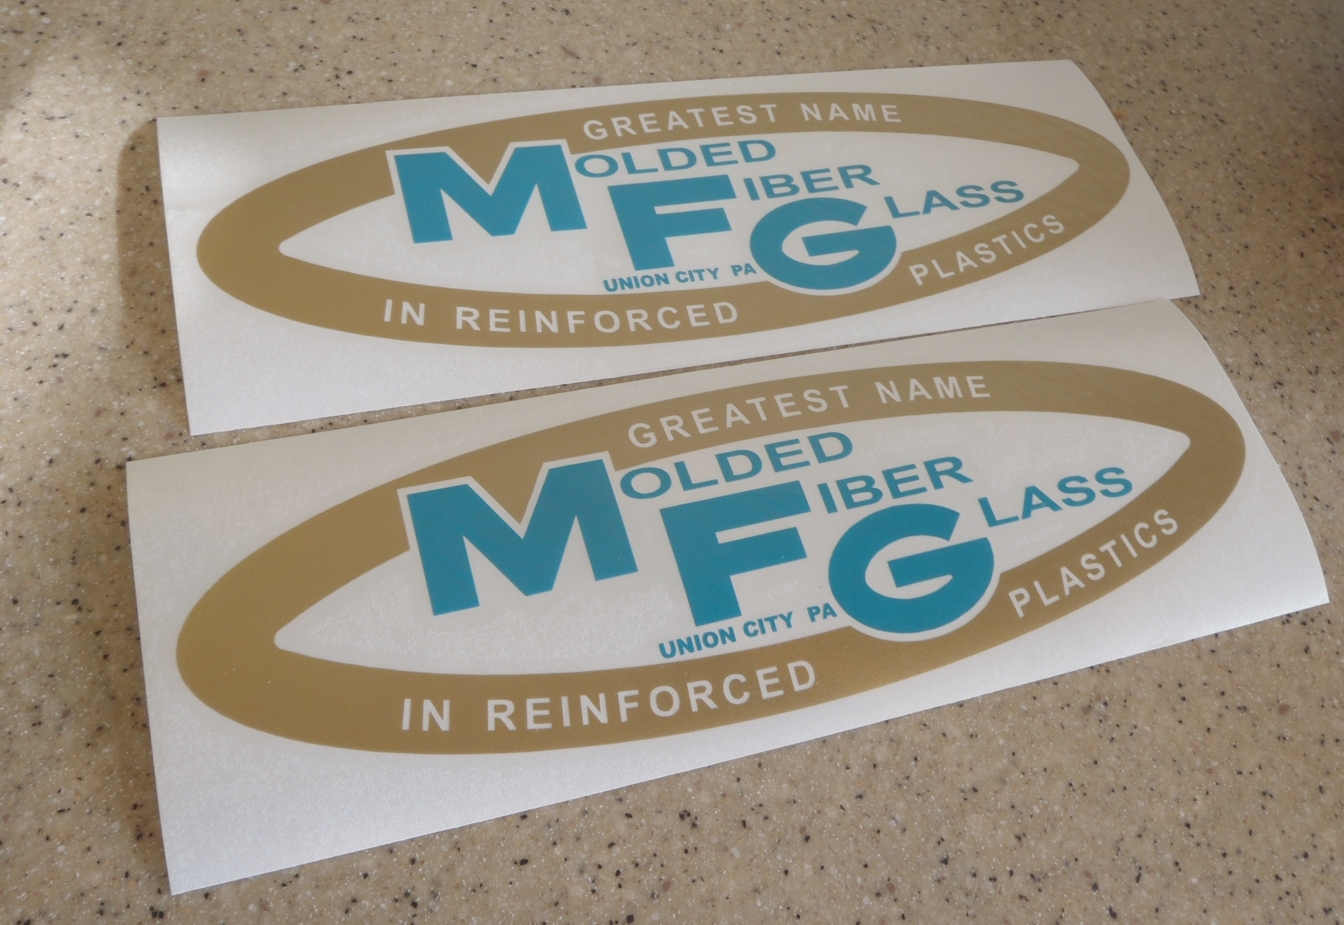 GREATEST NAME
MOLDED
FIBER
GLASS
UNION CITY PA
IN REINFORCED PLASTICS
GREATEST NAME
MOLDED
FIBER
GLASS
UNION CITY PA
IN REINFORCED PLASTICS